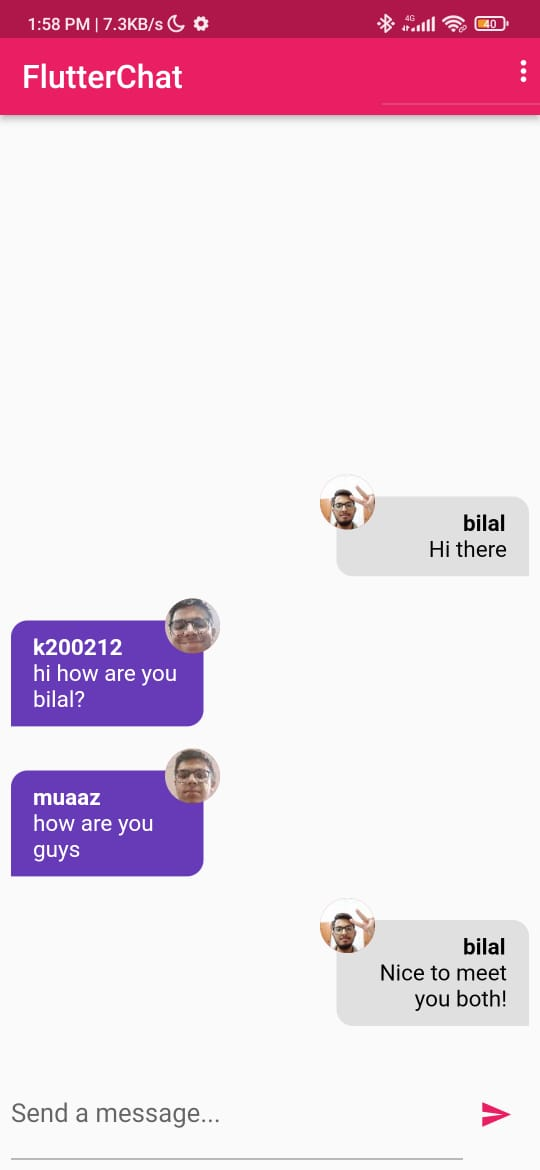 1:58 PM | 7.3KB/s
4G
40
FlutterChat
bilal
Hi there
k200212
hi how are you
bilal?
muaaz
how are you
guys
bilal
Nice to meet
you both!
Send a message...